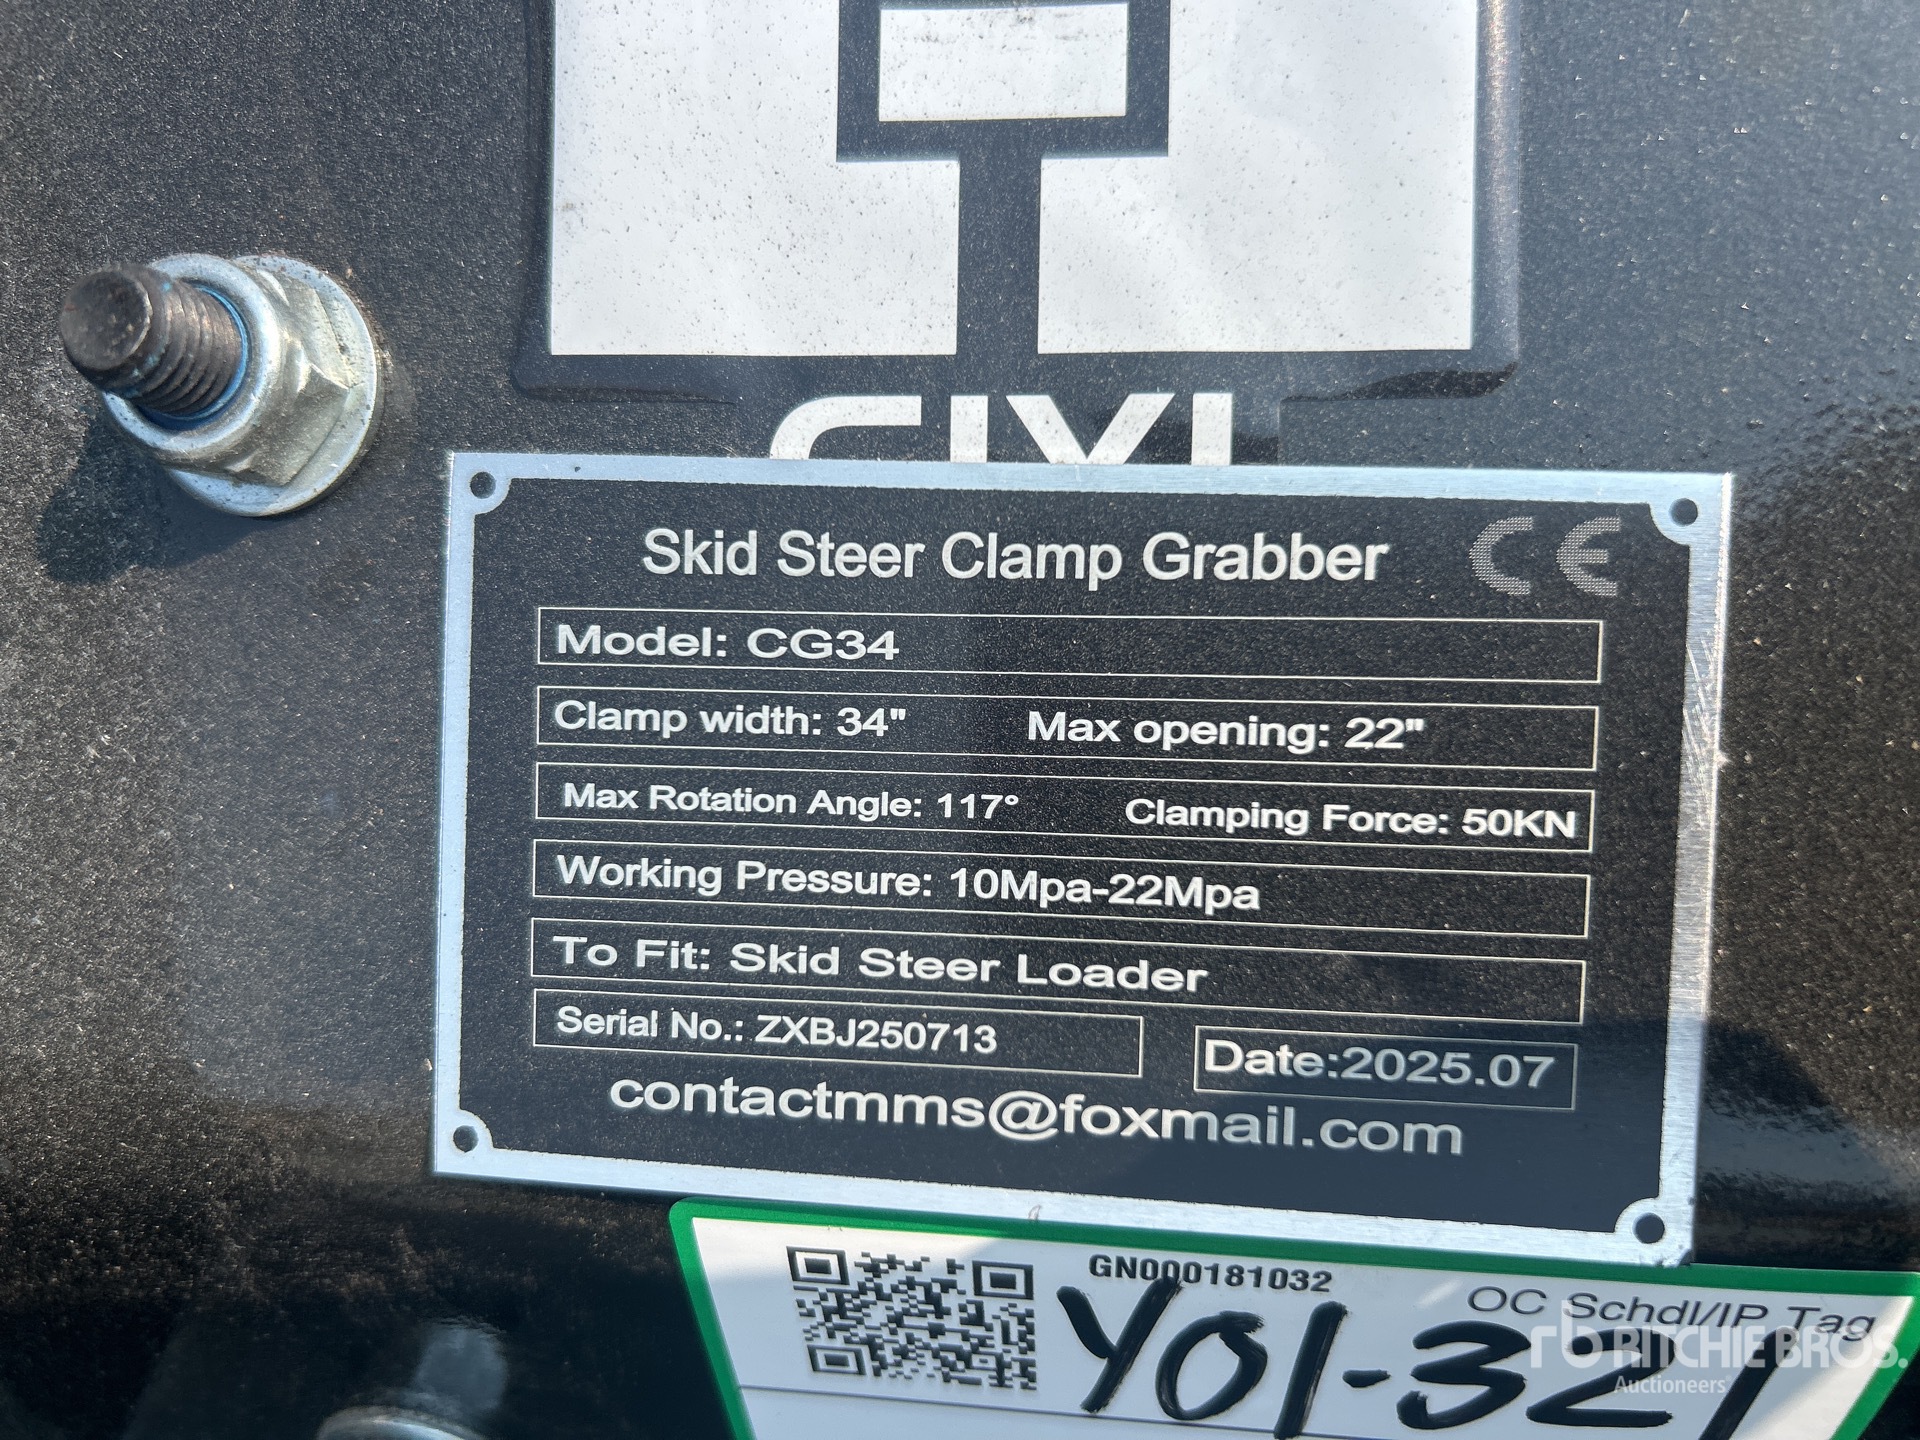 Skid Steer Clamp Grabber CE
Model: CG34
Clamp width: 34" Max opening: 22"
Max Rotation Angle: 117° Clamping Force: 50KN
Working Pressure: 10Mpa-22Mpa
To Fit: Skid Steer Loader
Serial No.: ZXBJ250713 Date:2025.07
contactmms@foxmail.com
GN000181032
OC Schdl/IP Tag
Y01-321
rb RITCHIE BROS.
Auctioneers